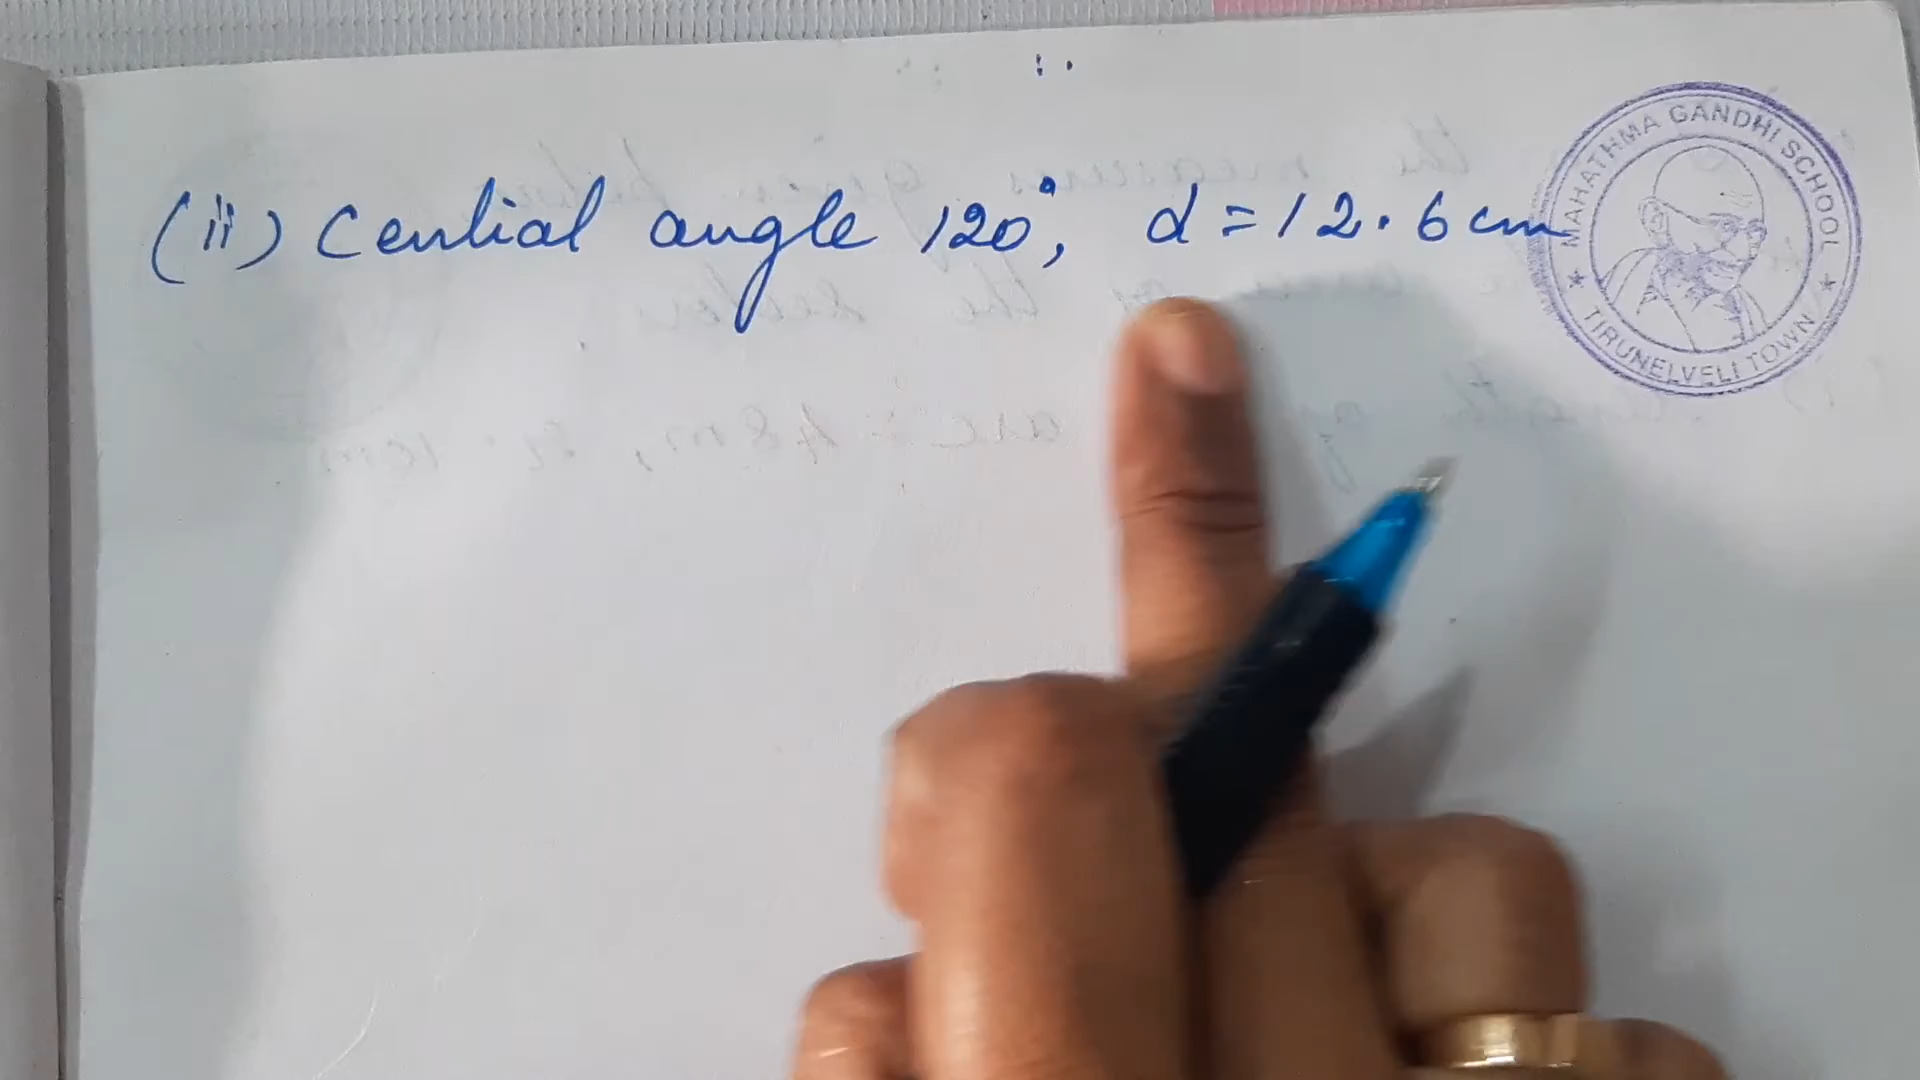 (ii) Central angle 120°, d = 12.6 cm
MAHATHMA GANDHI SCHOOL
★ TIRUNELVELI TOWN ★